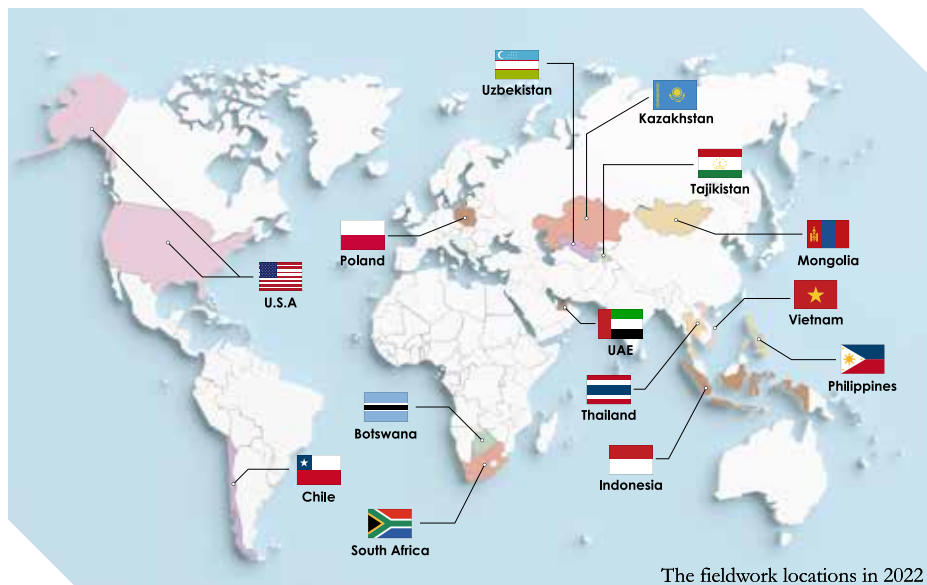 Uzbekistan
Kazakhstan
Tajikistan
Poland
Mongolia
U.S.A
Vietnam
UAE
Philippines
Thailand
Botswana
Indonesia
Chile
South Africa
The fieldwork locations in 2022